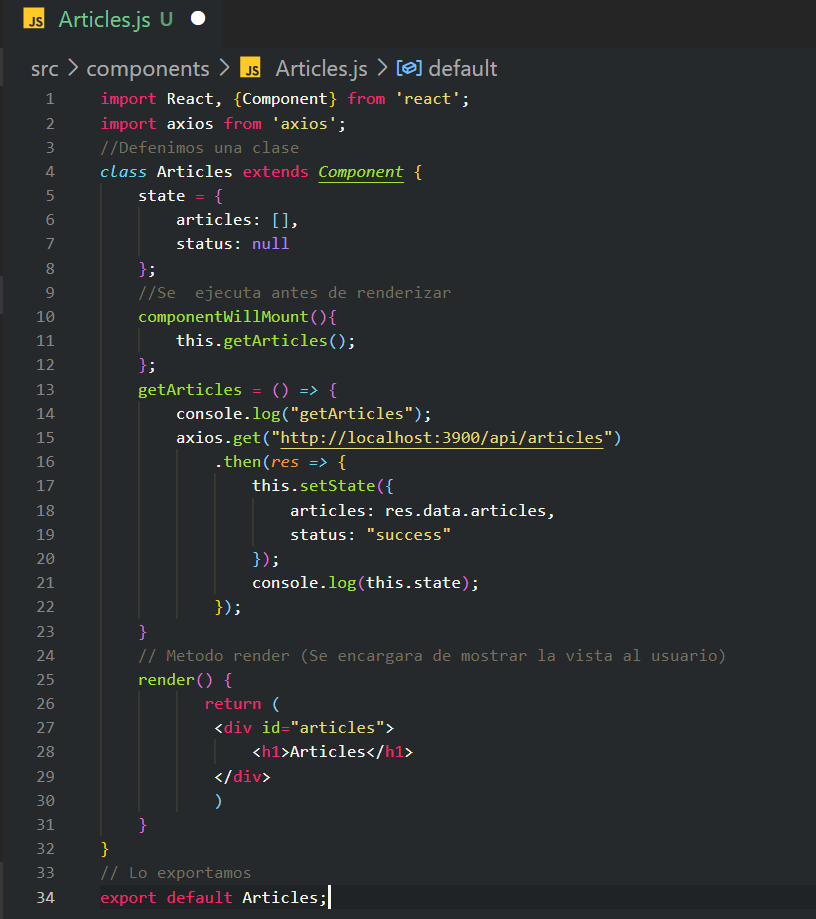 JS Articles.js U
src > components > JS Articles.js > default
1 import React, {Component} from 'react';
2 import axios from 'axios';
3 //Defenimos una clase
4 class Articles extends Component {
5 state = {
6 articles: [],
7 status: null
8 };
9 //Se  ejecuta antes de renderizar
10 componentWillMount(){
11 this.getArticles();
12 };
13 getArticles = () => {
14 console.log("getArticles");
15 axios.get("http://localhost:3900/api/articles")
16 .then(res => {
17 this.setState({
18 articles: res.data.articles,
19 status: "success"
20 });
21 console.log(this.state);
22 });
23 }
24 // Metodo render (Se encargara de mostrar la vista al usuario)
25 render() {
26 return (
27 <div id="articles">
28 <h1>Articles</h1>
29 </div>
30 )
31 }
32 }
33 // Lo exportamos
34 export default Articles;